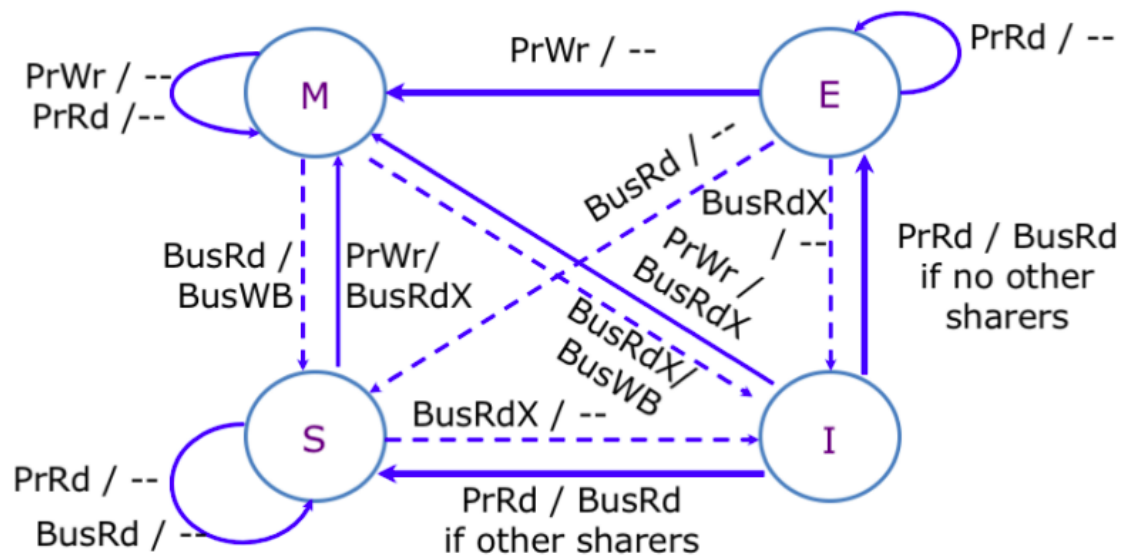 PrWr / --
PrRd /--
M
PrWr / --
E
PrRd / --
BusRd / --
BusRdX
/ --
BusRd /
BusWB
PrWr/
BusRdX
PrWr /
BusRdX
BusRdX/
BusWB
PrRd / BusRd
if no other
sharers
S
BusRdX / --
I
PrRd / --
BusRd / --
PrRd / BusRd
if other sharers